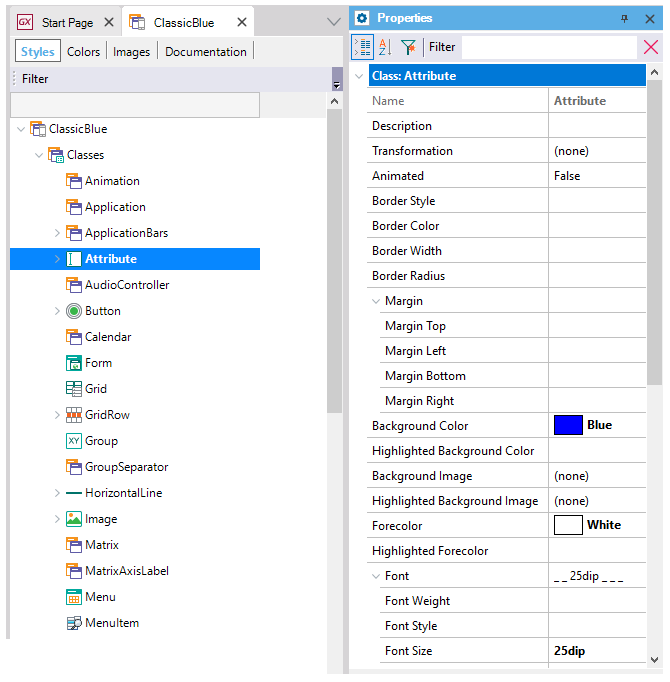 GX Start Page
ClassicBlue
Styles Colors Images Documentation
Filter
ClassicBlue
Classes
Animation
Application
ApplicationBars
Attribute
AudioController
Button
Calendar
Form
Grid
GridRow
XY Group
GroupSeparator
HorizontalLine
Image
Matrix
MatrixAxisLabel
Menu
MenuItem
Properties
A Z Filter
Class: Attribute
Name Attribute
Description
Transformation (none)
Animated False
Border Style
Border Color
Border Width
Border Radius
Margin
Margin Top
Margin Left
Margin Bottom
Margin Right
Background Color Blue
Highlighted Background Color
Background Image (none)
Highlighted Background Image (none)
Forecolor White
Highlighted Forecolor
Font _ _ 25dip _ _ _
Font Weight
Font Style
Font Size 25dip